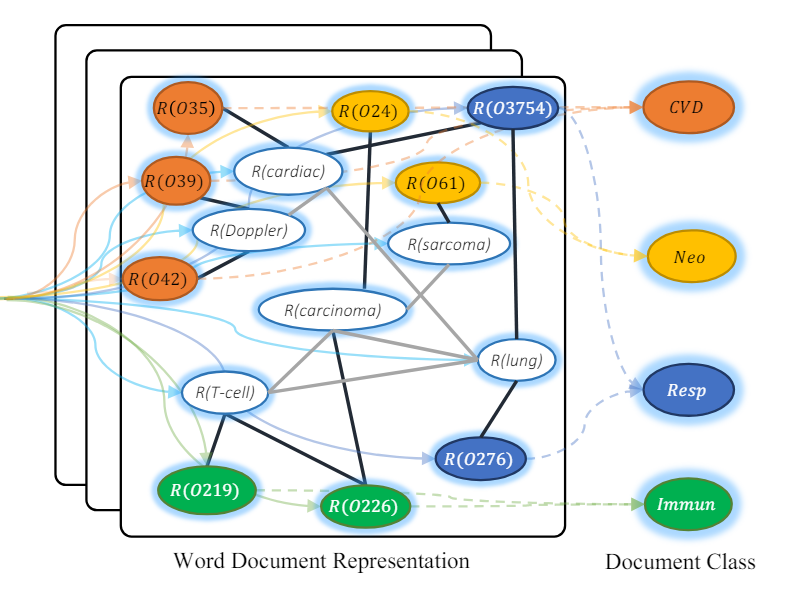 R(O35)
R(O24)
R(O3754)
CVD
R(cardiac)
R(O39)
R(O61)
R(Doppler)
R(sarcoma)
Neo
R(O42)
R(carcinoma)
R(lung)
R(T-cell)
Resp
R(O276)
R(O219)
R(O226)
Immun
Word Document Representation
Document Class